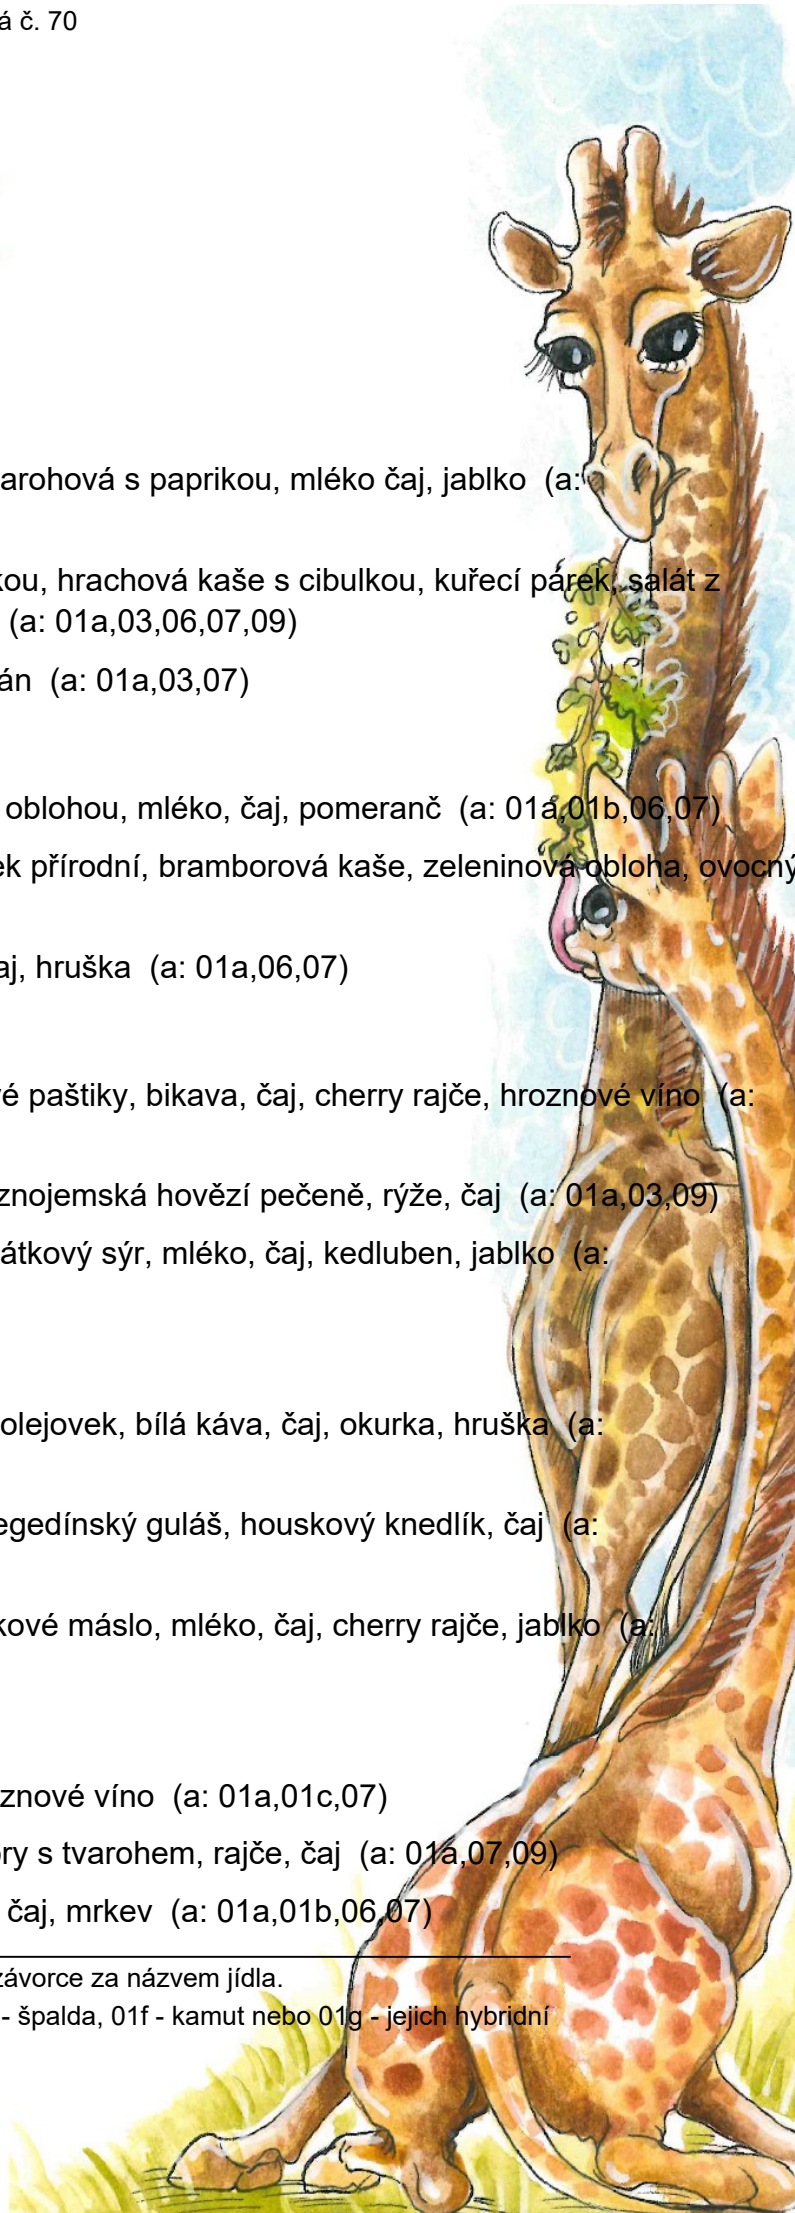 á č. 70
arohová s paprikou, mléko čaj, jablko (a:
kou, hrachová kaše s cibulkou, kuřecí párek, salát z
(a: 01a,03,06,07,09)
án (a: 01a,03,07)
oblohou, mléko, čaj, pomeranč (a: 01a,01b,06,07)
ek přírodní, bramborová kaše, zeleninová obloha, ovocný
aj, hruška (a: 01a,06,07)
é paštiky, bikava, čaj, cherry rajče, hroznové víno (a:
znojemská hovězí pečeně, rýže, čaj (a: 01a,03,09)
látkový sýr, mléko, čaj, kedluben, jablko (a:
olejovek, bílá káva, čaj, okurka, hruška (a:
egedínský guláš, houskový knedlík, čaj (a:
kové máslo, mléko, čaj, cherry rajče, jablko (a:
znové víno (a: 01a,01c,07)
ry s tvarohem, rajče, čaj (a: 01a,07,09)
čaj, mrkev (a: 01a,01b,06,07)
závorce za názvem jídla.
- špalda, 01f - kamut nebo 01g - jejich hybridní